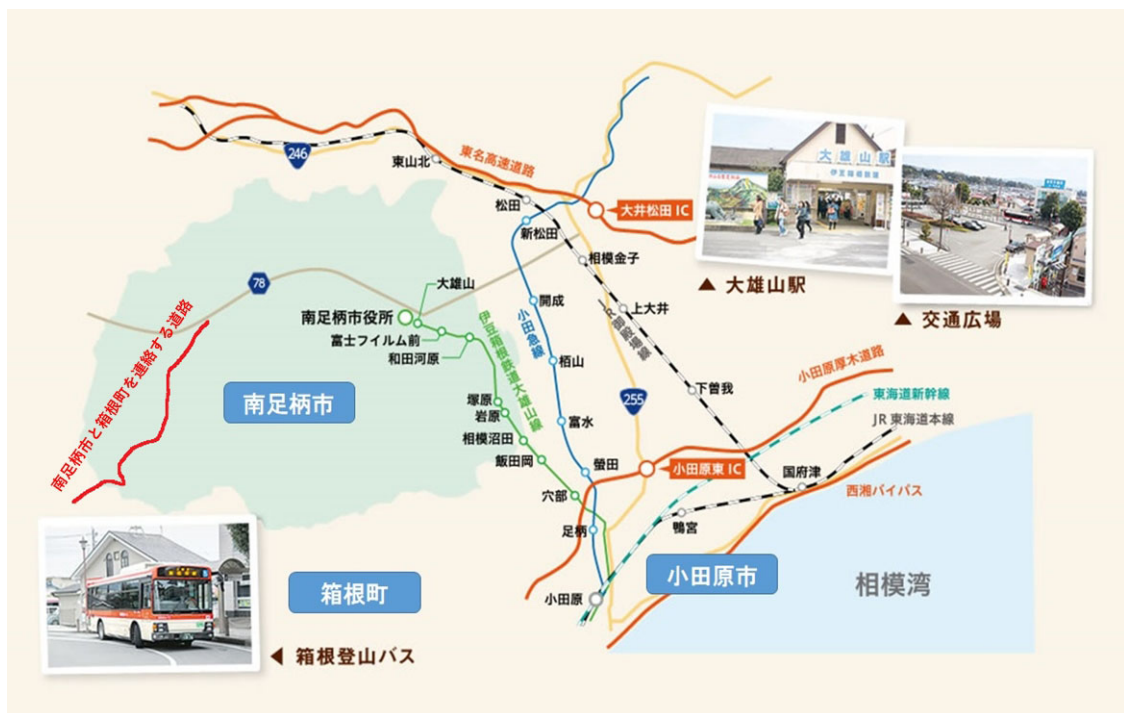 246
東山北
東名高速道路
松田
大井松田 IC
新松田
相模金子
大雄山駅
伊豆箱根鉄道
大雄山駅
交通広場
78
大雄山
南足柄市役所
富士フイルム前
和田河原
伊豆箱根鉄道大雄山線
開成
小田急線
上大井
JR御殿場線
栢山
下曽我
小田原厚木道路
東海道新幹線
JR 東海道本線
255
南足柄市と箱根町を連絡する道路
南足柄市
塚原
岩原
相模沼田
飯田岡
穴部
富水
螢田
小田原東 IC
国府津
西湘バイパス
鴨宮
足柄
小田原
小田原市
箱根町
相模湾
箱根登山バス